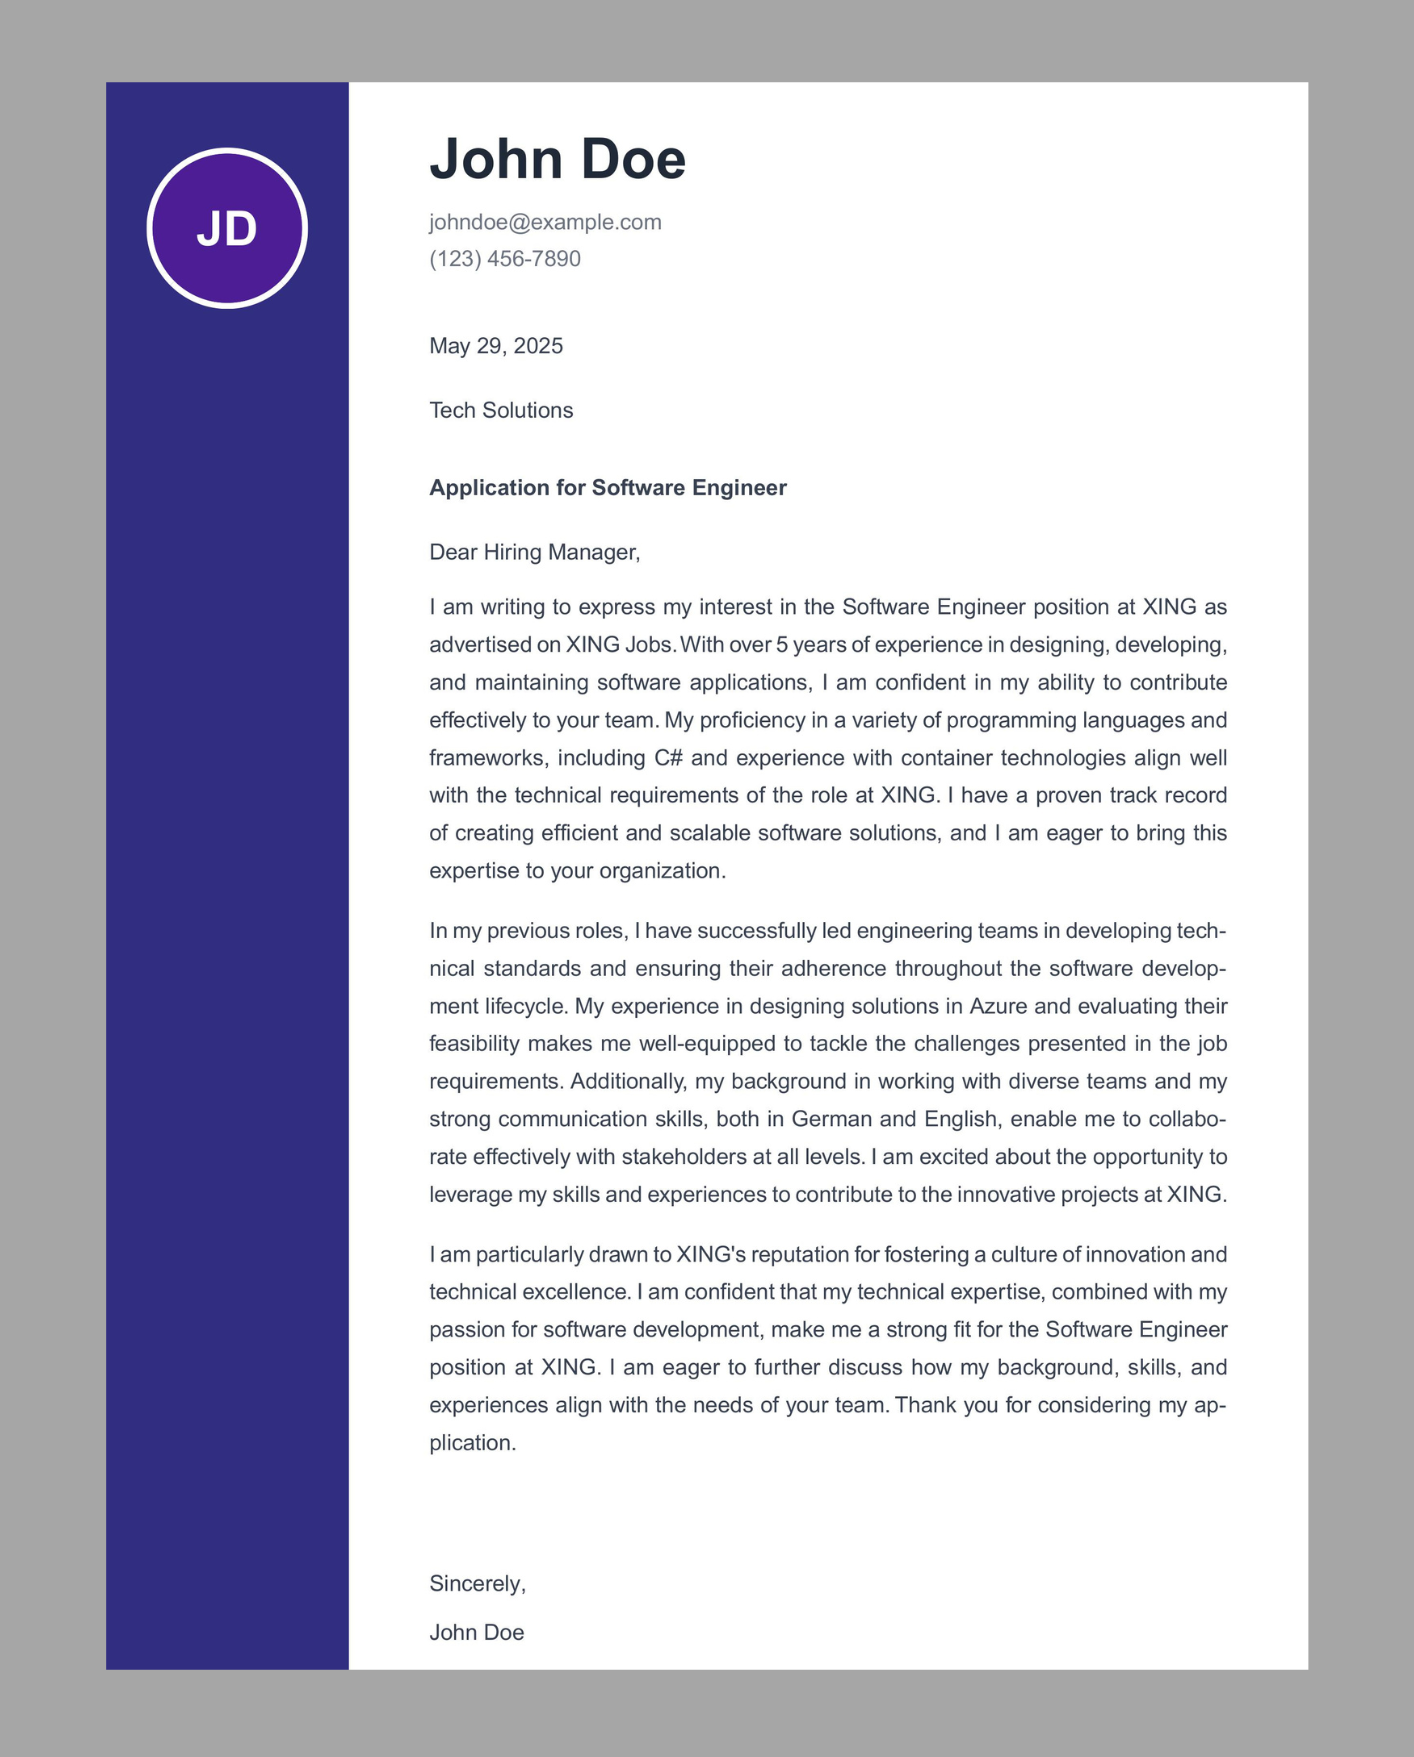 JD
John Doe
johndoe@example.com
(123) 456-7890
May 29, 2025
Tech Solutions
Application for Software Engineer
Dear Hiring Manager,
I am writing to express my interest in the Software Engineer position at XING as
advertised on XING Jobs. With over 5 years of experience in designing, developing,
and maintaining software applications, I am confident in my ability to contribute
effectively to your team. My proficiency in a variety of programming languages and
frameworks, including C# and experience with container technologies align well
with the technical requirements of the role at XING. I have a proven track record
of creating efficient and scalable software solutions, and I am eager to bring this
expertise to your organization.
In my previous roles, I have successfully led engineering teams in developing tech-
nical standards and ensuring their adherence throughout the software develop-
ment lifecycle. My experience in designing solutions in Azure and evaluating their
feasibility makes me well-equipped to tackle the challenges presented in the job
requirements. Additionally, my background in working with diverse teams and my
strong communication skills, both in German and English, enable me to collabo-
rate effectively with stakeholders at all levels. I am excited about the opportunity to
leverage my skills and experiences to contribute to the innovative projects at XING.
I am particularly drawn to XING's reputation for fostering a culture of innovation and
technical excellence. I am confident that my technical expertise, combined with my
passion for software development, make me a strong fit for the Software Engineer
position at XING. I am eager to further discuss how my background, skills, and
experiences align with the needs of your team. Thank you for considering my ap-
plication.
Sincerely,
John Doe